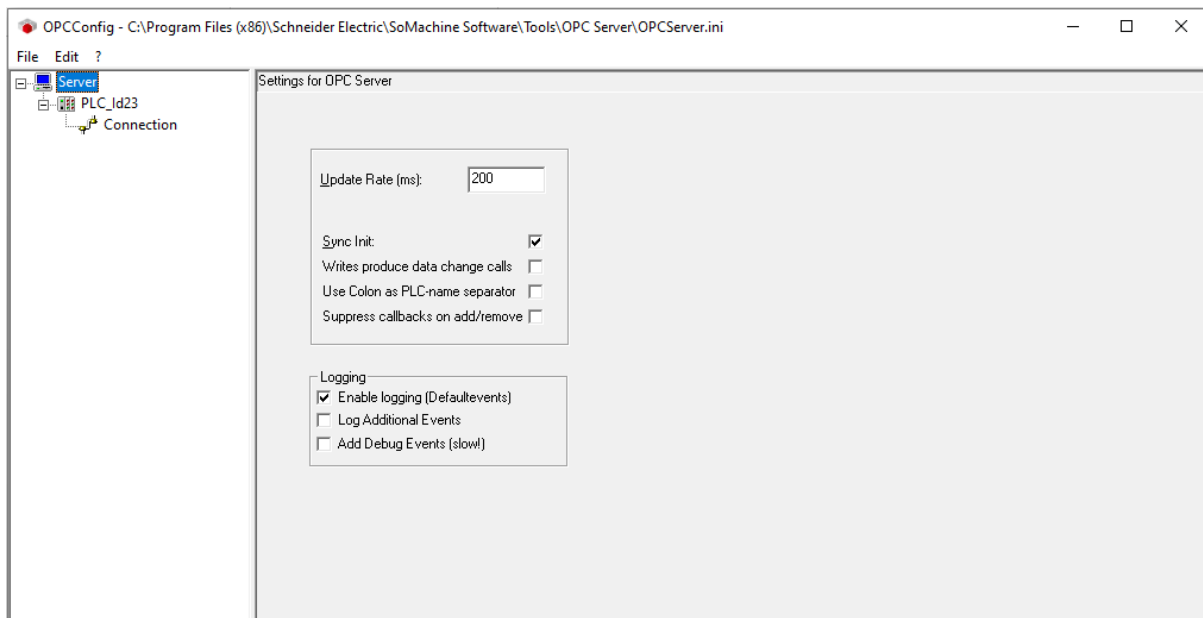 OPCConfig - C:\Program Files (x86)\Schneider Electric\SoMachine Software\Tools\OPC Server\OPCServer.ini
File Edit ?
Server
PLC_Id23
Connection
Settings for OPC Server
Update Rate (ms): 200
Sync Init:
Writes produce data change calls
Use Colon as PLC-name separator
Suppress callbacks on add/remove
Logging
Enable logging (Defaultevents)
Log Additional Events
Add Debug Events (slow!)